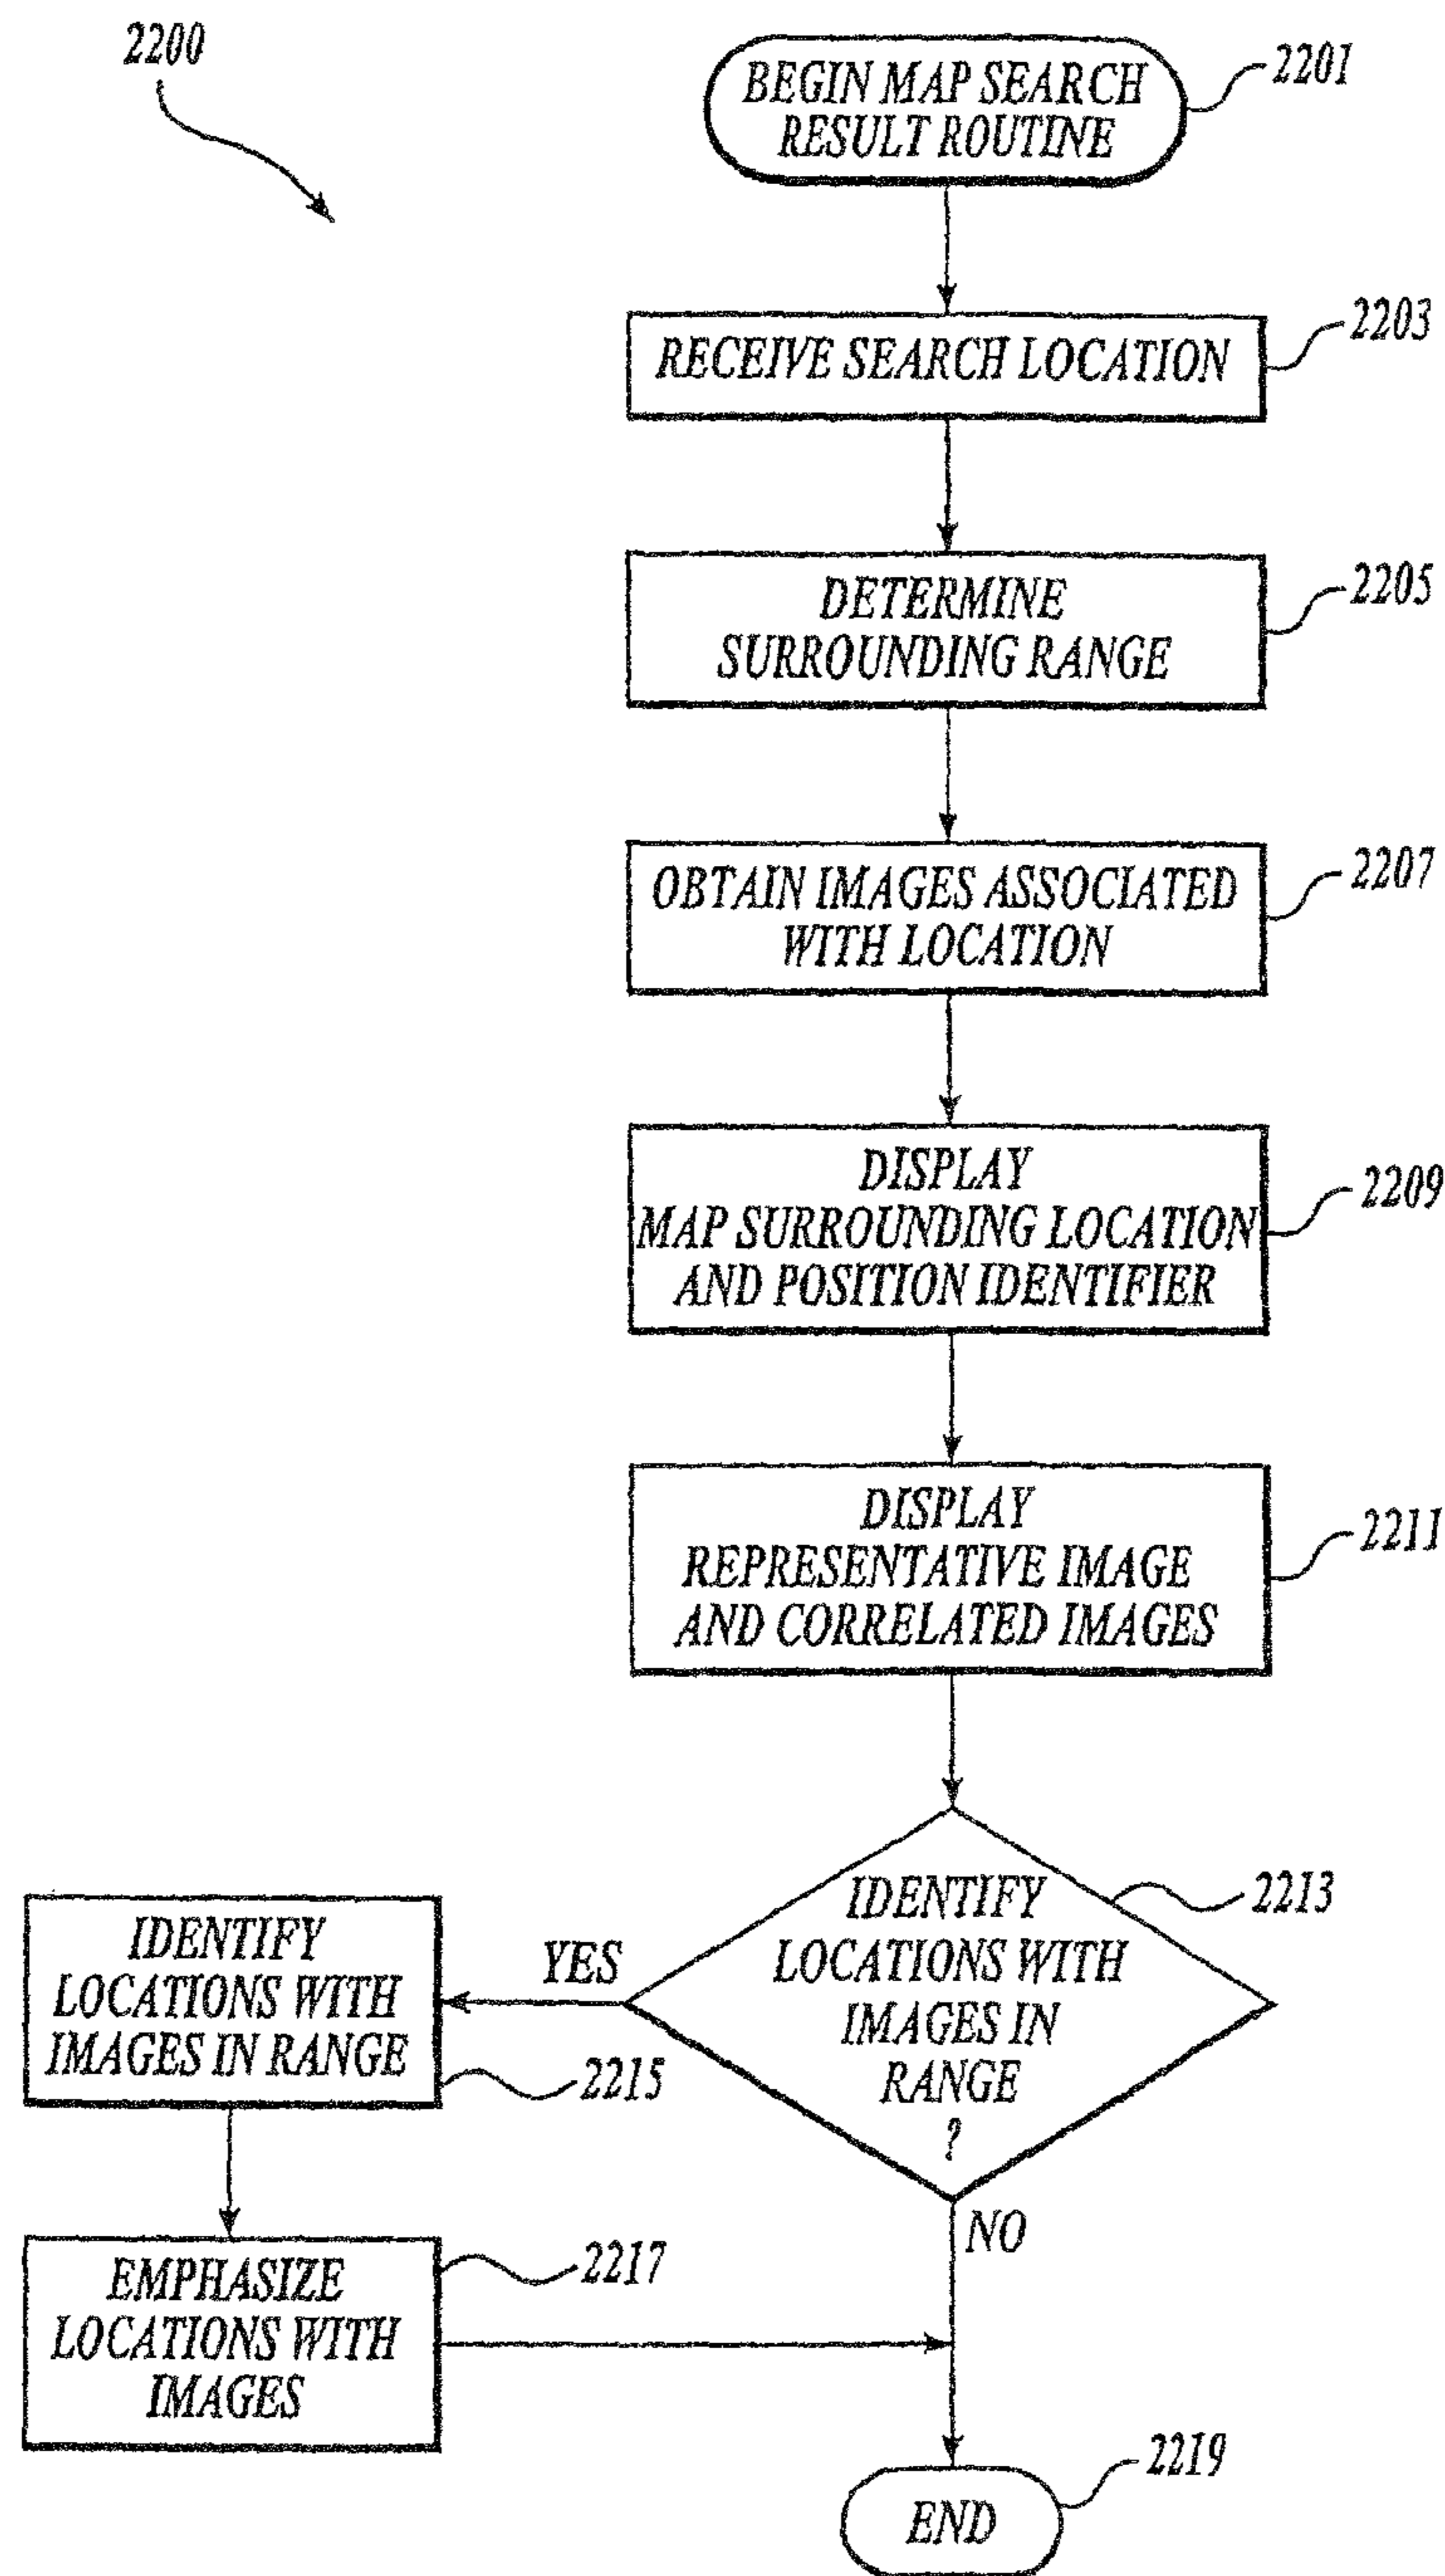 2200
BEGIN MAP SEARCH
RESULT ROUTINE
2201
RECEIVE SEARCH LOCATION
2203
DETERMINE
SURROUNDING RANGE
2205
OBTAIN IMAGES ASSOCIATED
WITH LOCATION
2207
DISPLAY
MAP SURROUNDING LOCATION
AND POSITION IDENTIFIER
2209
DISPLAY
REPRESENTATIVE IMAGE
AND CORRELATED IMAGES
2211
IDENTIFY
LOCATIONS WITH
IMAGES IN
RANGE
?
2213
YES
IDENTIFY
LOCATIONS WITH
IMAGES IN RANGE
2215
NO
EMPHASIZE
LOCATIONS WITH
IMAGES
2217
END
2219